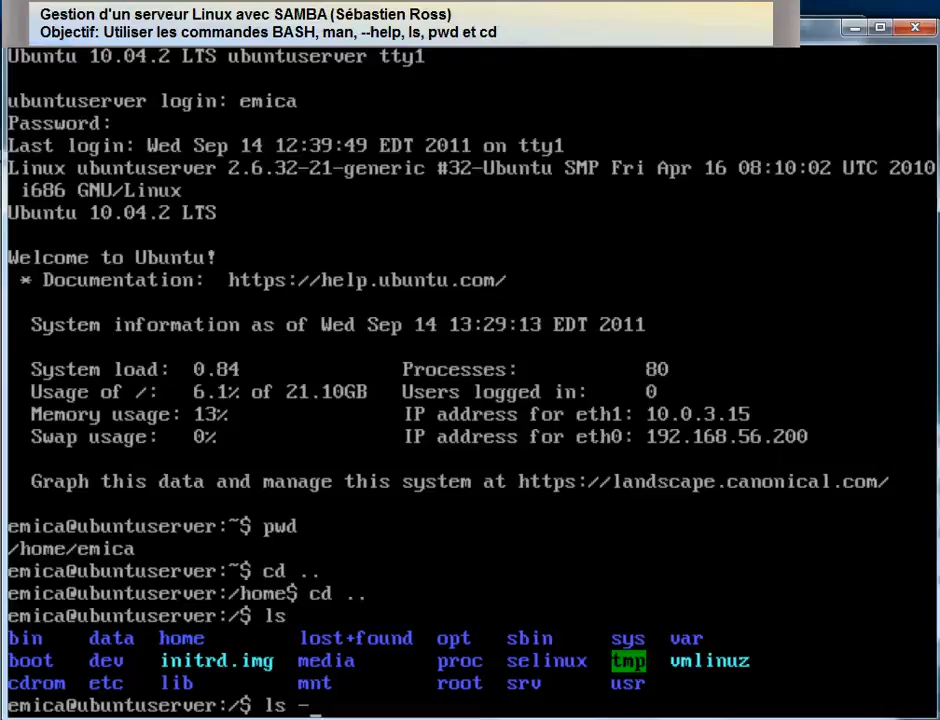 Gestion d'un serveur Linux avec SAMBA (Sébastien Ross)
Objectif: Utiliser les commandes BASH, man, --help, ls, pwd et cd
Ubuntu 10.04.2 LTS ubuntuserver tty1
ubuntuserver login: emica
Password:
Last login: Wed Sep 14 12:39:49 EDT 2011 on tty1
Linux ubuntuserver 2.6.32-21-generic #32-Ubuntu SMP Fri Apr 16 08:10:02 UTC 2010
 i686 GNU/Linux
Ubuntu 10.04.2 LTS
Welcome to Ubuntu!
 * Documentation:  https://help.ubuntu.com/
  System information as of Wed Sep 14 13:29:13 EDT 2011
  System load:  0.84              Processes:           80
  Usage of /:   6.1% of 21.10GB   Users logged in:     0
  Memory usage: 13%               IP address for eth1: 10.0.3.15
  Swap usage:   0%                IP address for eth0: 192.168.56.200
  Graph this data and manage this system at https://landscape.canonical.com/
emica@ubuntuserver:~$ pwd
/home/emica
emica@ubuntuserver:~$ cd ..
emica@ubuntuserver:/home$ cd ..
emica@ubuntuserver:/$ ls
bin    data  home        lost+found  opt   sbin     sys  var
boot   dev   initrd.img  media       proc  selinux  tmp  vmlinuz
cdrom  etc   lib         mnt         root  srv      usr
emica@ubuntuserver:/$ ls -_